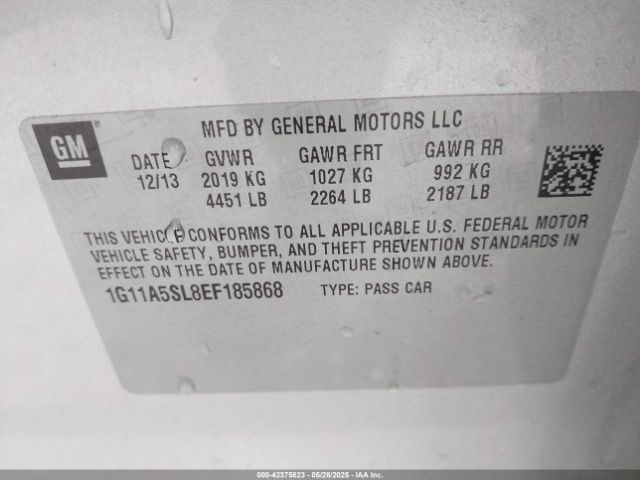 GM
MFD BY GENERAL MOTORS LLC
DATE GVWR GAWR FRT GAWR RR
12/13 2019 KG 1027 KG 992 KG
4451 LB 2264 LB 2187 LB
THIS VEHICLE CONFORMS TO ALL APPLICABLE U.S. FEDERAL MOTOR
VEHICLE SAFETY, BUMPER, AND THEFT PREVENTION STANDARDS IN
EFFECT ON THE DATE OF MANUFACTURE SHOWN ABOVE.
1G11A5SL8EF185868 TYPE: PASS CAR
000-42375823 - 05/28/2025 - IAA Inc. Copyright